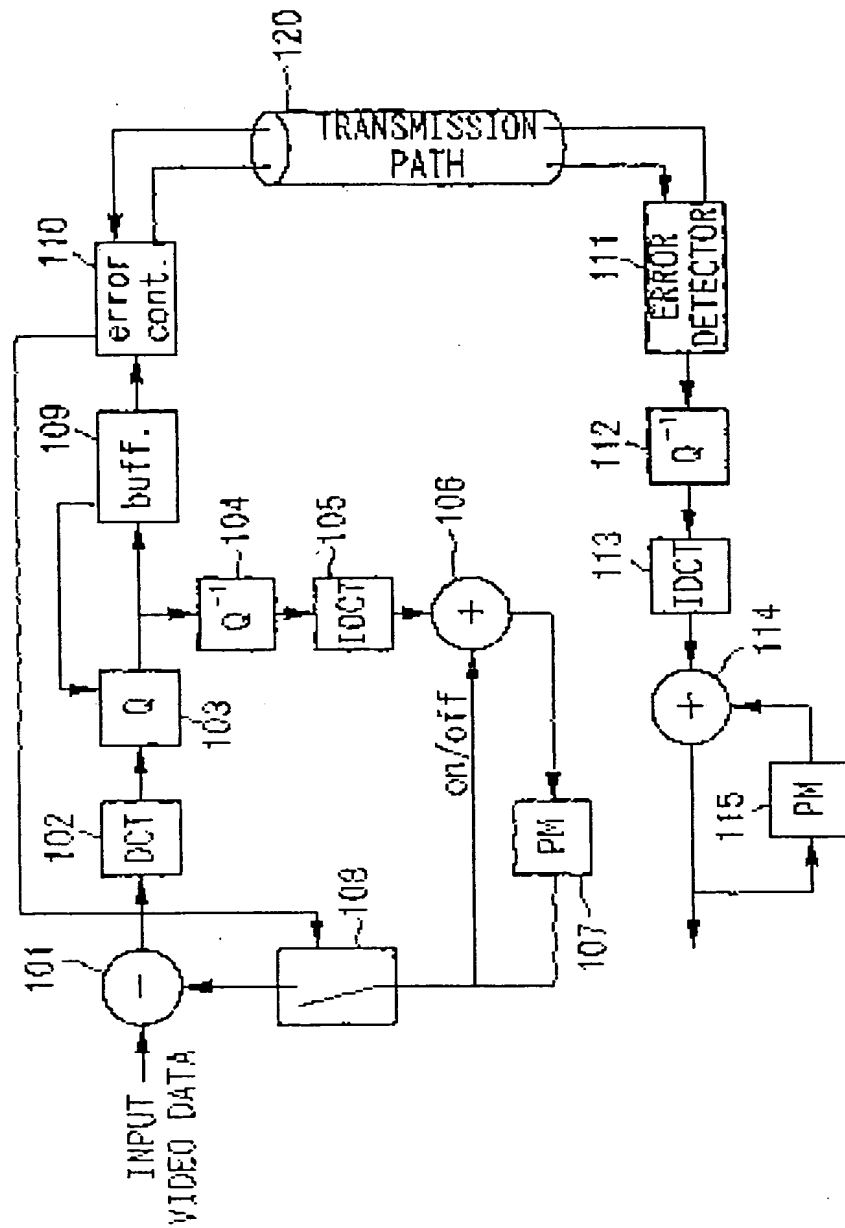 INPUT
VIDEO DATA
101
−
102
DCT
103
Q
109
buff.
110
error
cont.
120
TRANSMISSION
PATH
104
Q⁻¹
105
IDCT
106
+
on/off
108
107
PM
111
ERROR
DETECTOR
112
Q⁻¹
113
IDCT
114
+
115
PM